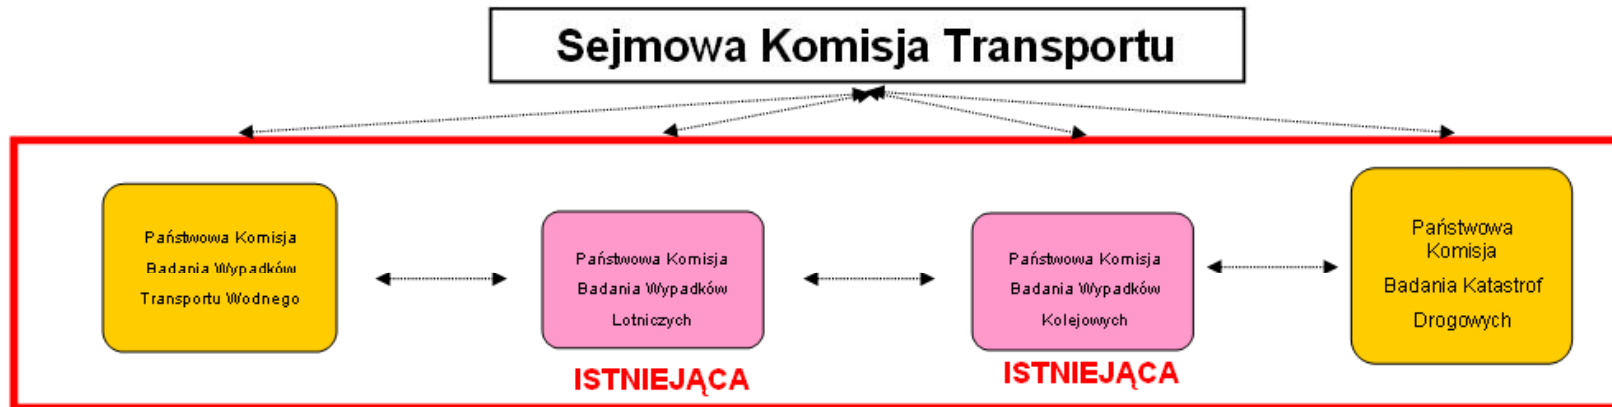 Sejmowa Komisja Transportu
Państwowa Komisja
Badania Wypadków
Transportu Wodnego
Państwowa Komisja
Badania Wypadków
Lotniczych
ISTNIEJĄCA
Państwowa Komisja
Badania Wypadków
Kolejowych
ISTNIEJĄCA
Państwowa
Komisja
Badania Katastrof
Drogowych